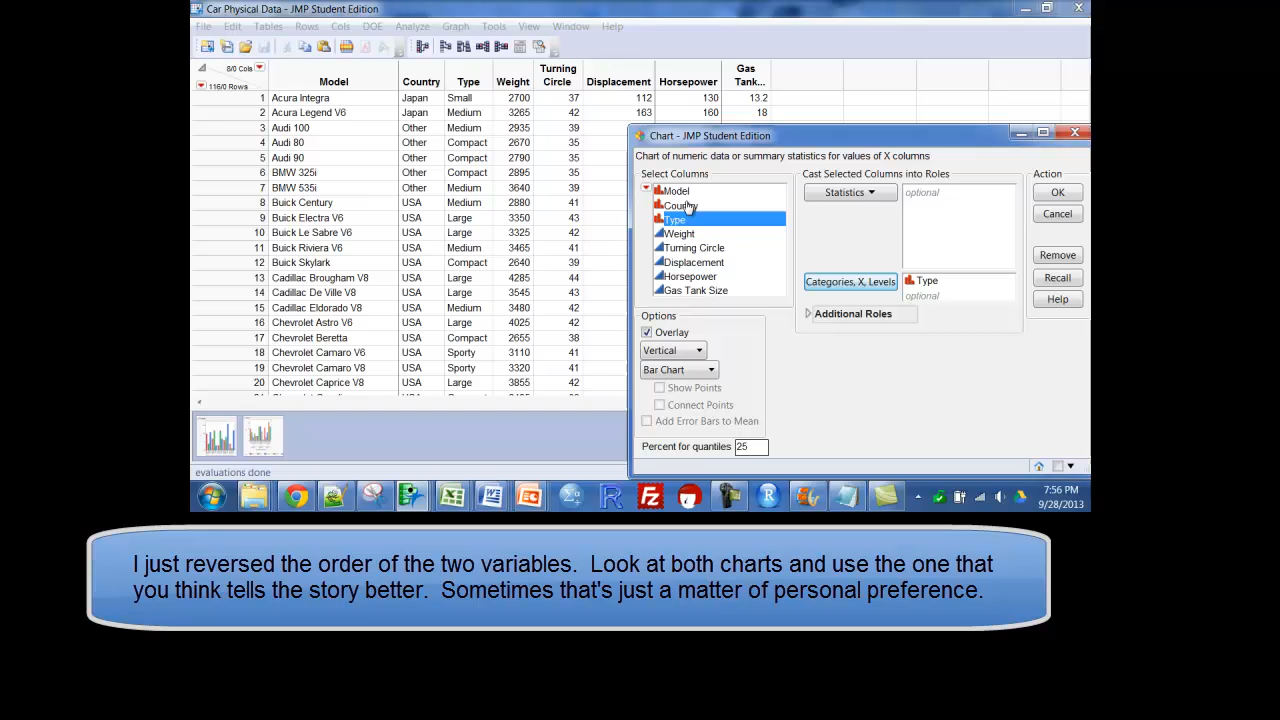 Car Physical Data - JMP Student Edition
File Edit Tables Rows Cols DOE Analyze Graph Tools View Window Help
8/0 Cols
116/0 Rows
Model Country Type Weight Turning Circle Displacement Horsepower Gas Tank...
1 Acura Integra Japan Small 2700 37 112 130 13.2
2 Acura Legend V6 Japan Medium 3265 42 163 160 18
3 Audi 100 Other Medium 2935 39
4 Audi 80 Other Compact 2670 35
5 Audi 90 Other Compact 2790 35
6 BMW 325i Other Compact 2895 35
7 BMW 535i Other Medium 3640 39
8 Buick Century USA Medium 2880 41
9 Buick Electra V6 USA Large 3350 43
10 Buick Le Sabre V6 USA Large 3325 42
11 Buick Riviera V6 USA Medium 3465 41
12 Buick Skylark USA Compact 2640 39
13 Cadillac Brougham V8 USA Large 4285 44
14 Cadillac De Ville V8 USA Large 3545 43
15 Cadillac Eldorado V8 USA Medium 3480 42
16 Chevrolet Astro V6 USA Large 4025 42
17 Chevrolet Beretta USA Compact 2655 38
18 Chevrolet Camaro V6 USA Sporty 3110 41
19 Chevrolet Camaro V8 USA Sporty 3320 41
20 Chevrolet Caprice V8 USA Large 3855 42
evaluations done
Chart - JMP Student Edition
Chart of numeric data or summary statistics for values of X columns
Select Columns
Model
Country
Type
Weight
Turning Circle
Displacement
Horsepower
Gas Tank Size
Options
Overlay
Vertical
Bar Chart
Show Points
Connect Points
Add Error Bars to Mean
Percent for quantiles 25
Cast Selected Columns into Roles
Statistics
optional
Categories, X, Levels
Type
optional
Additional Roles
Action
OK
Cancel
Remove
Recall
Help
7:56 PM
9/28/2013
I just reversed the order of the two variables. Look at both charts and use the one that
you think tells the story better. Sometimes that's just a matter of personal preference.